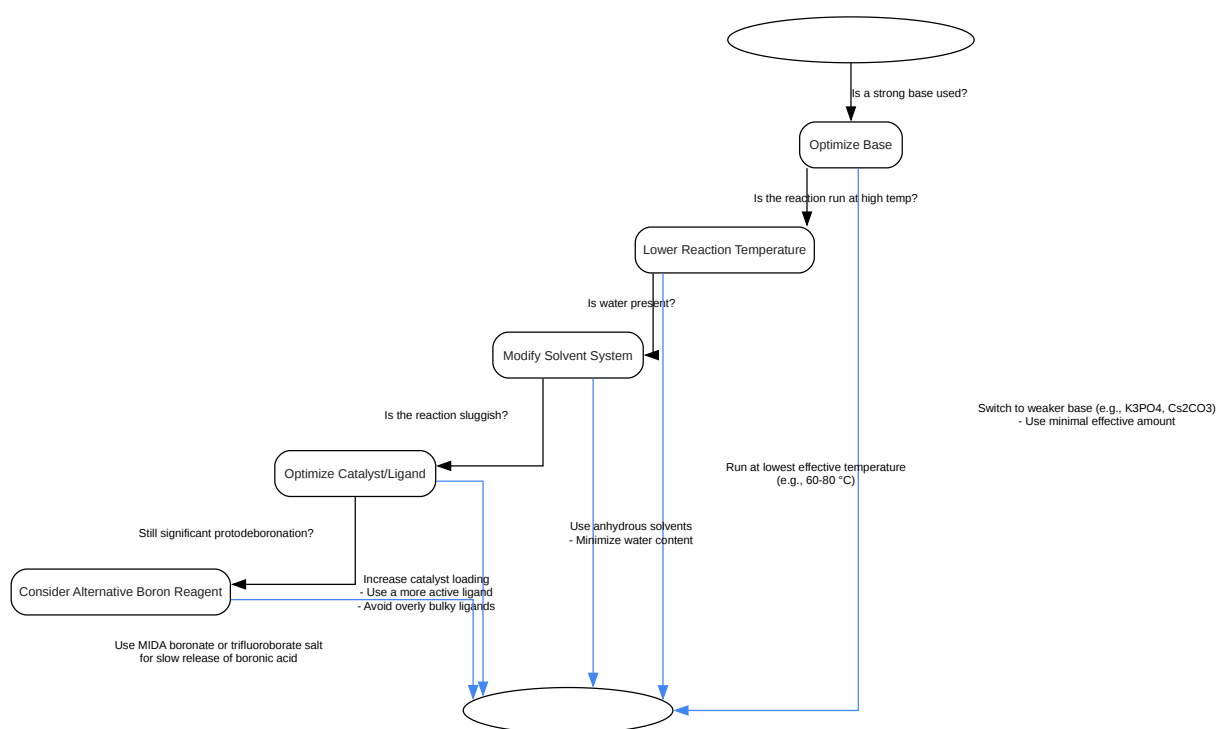 Is a strong base used?
Optimize Base
Is the reaction run at high temp?
Lower Reaction Temperature
Is water present?
Modify Solvent System
Is the reaction sluggish?
Switch to weaker base (e.g., K3PO4, Cs2CO3)
- Use minimal effective amount
Optimize Catalyst/Ligand
Run at lowest effective temperature
(e.g., 60-80 °C)
Still significant protodeboronation?
Use anhydrous solvents
- Minimize water content
Consider Alternative Boron Reagent
Increase catalyst loading
- Use a more active ligand
- Avoid overly bulky ligands
Use MIDA boronate or trifluoroborate salt
for slow release of boronic acid